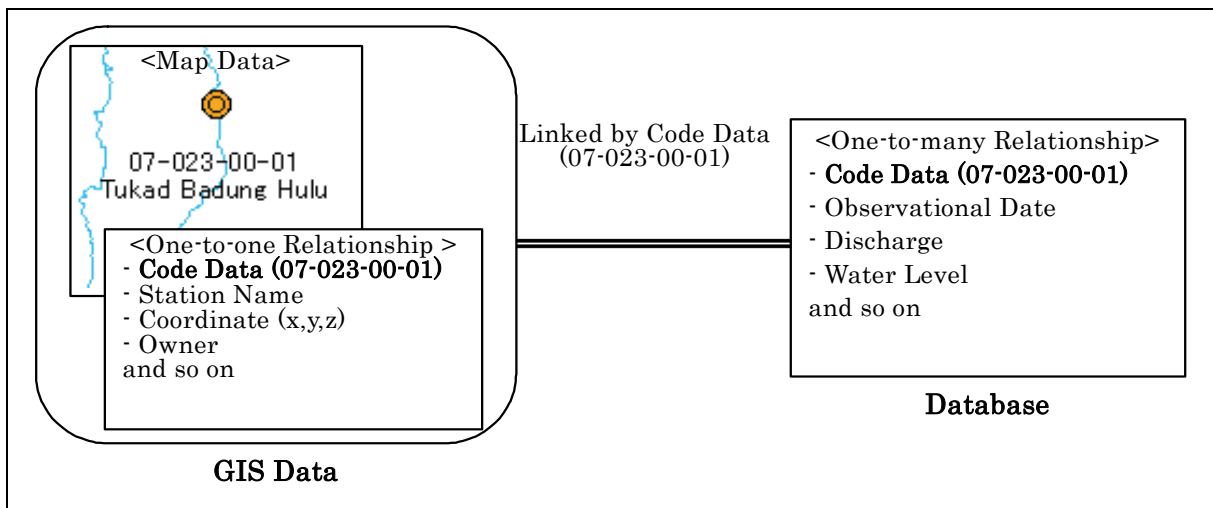 <Map Data>
07-023-00-01
Tukad Badung Hulu
<One-to-one Relationship >
- Code Data (07-023-00-01)
- Station Name
- Coordinate (x,y,z)
- Owner
and so on
GIS Data
Linked by Code Data
(07-023-00-01)
<One-to-many Relationship>
- Code Data (07-023-00-01)
- Observational Date
- Discharge
- Water Level
and so on
Database